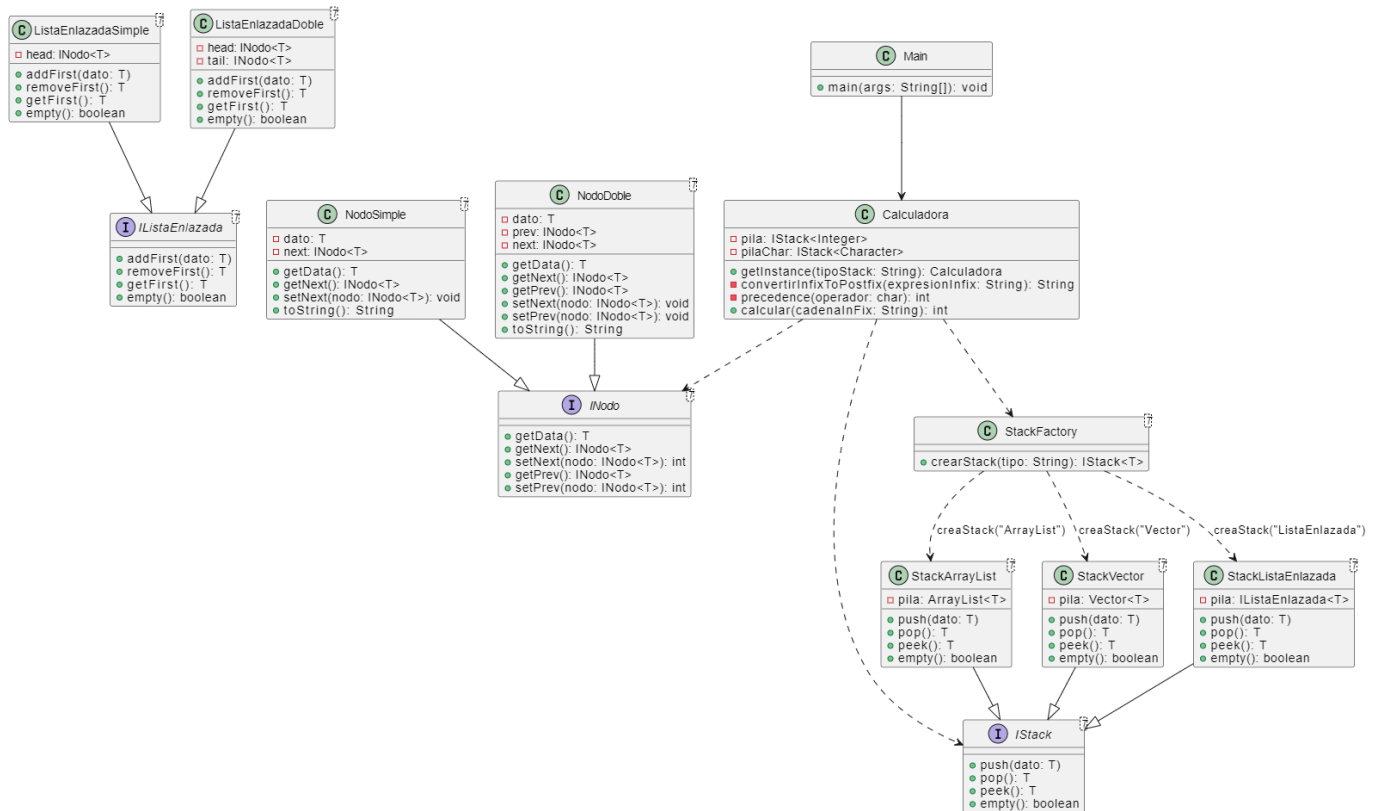 C ListaEnlazadaSimple T
head: INodo<T>
addFirst(dato: T)
removeFirst(): T
getFirst(): T
empty(): boolean
C ListaEnlazadaDoble T
head: INodo<T>
tail: INodo<T>
addFirst(dato: T)
removeFirst(): T
getFirst(): T
empty(): boolean
C Main
main(args: String[]): void
I IListaEnlazada T
addFirst(dato: T)
removeFirst(): T
getFirst(): T
empty(): boolean
C NodoSimple T
dato: T
next: INodo<T>
getData(): T
getNext(): INodo<T>
setNext(nodo: INodo<T>): void
toString(): String
C NodoDoble T
dato: T
prev: INodo<T>
next: INodo<T>
getData(): T
getNext(): INodo<T>
getPrev(): INodo<T>
setNext(nodo: INodo<T>): void
setPrev(nodo: INodo<T>): void
toString(): String
C Calculadora
pila: IStack<Integer>
pilaChar: IStack<Character>
getInstance(tipoStack: String): Calculadora
convertirInfixToPostfix(expresionInfix: String): String
precedence(operador: char): int
calcular(cadenaInFix: String): int
I INodo T
getData(): T
getNext(): INodo<T>
setNext(nodo: INodo<T>): int
getPrev(): INodo<T>
setPrev(nodo: INodo<T>): int
C StackFactory T
crearStack(tipo: String): IStack<T>
creaStack("ArrayList")
creaStack("Vector")
creaStack("ListaEnlazada")
C StackArrayList T
pila: ArrayList<T>
push(dato: T)
pop(): T
peek(): T
empty(): boolean
C StackVector T
pila: Vector<T>
push(dato: T)
pop(): T
peek(): T
empty(): boolean
C StackListaEnlazada T
pila: IListaEnlazada<T>
push(dato: T)
pop(): T
peek(): T
empty(): boolean
I IStack T
push(dato: T)
pop(): T
peek(): T
empty(): boolean